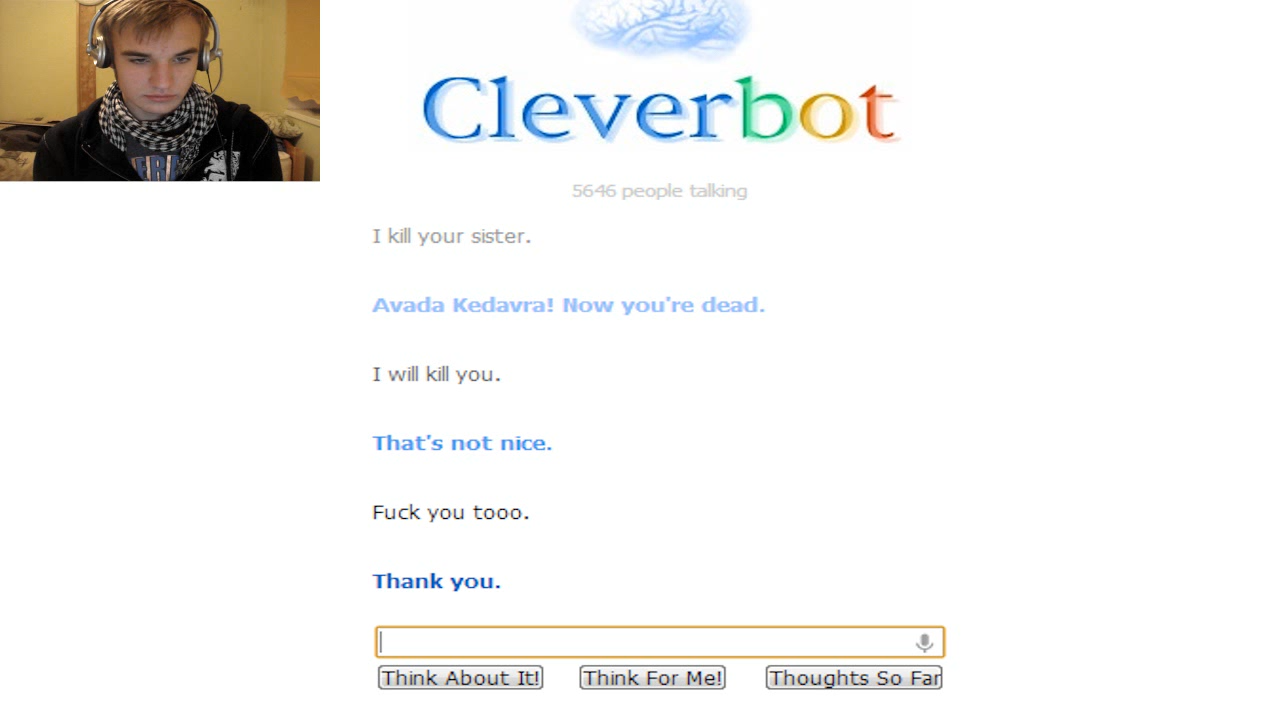 Cleverbot
5646 people talking
I kill your sister.
Avada Kedavra! Now you're dead.
I will kill you.
That's not nice.
Fuck you tooo.
Thank you.
Think About It!
Think For Me!
Thoughts So Far